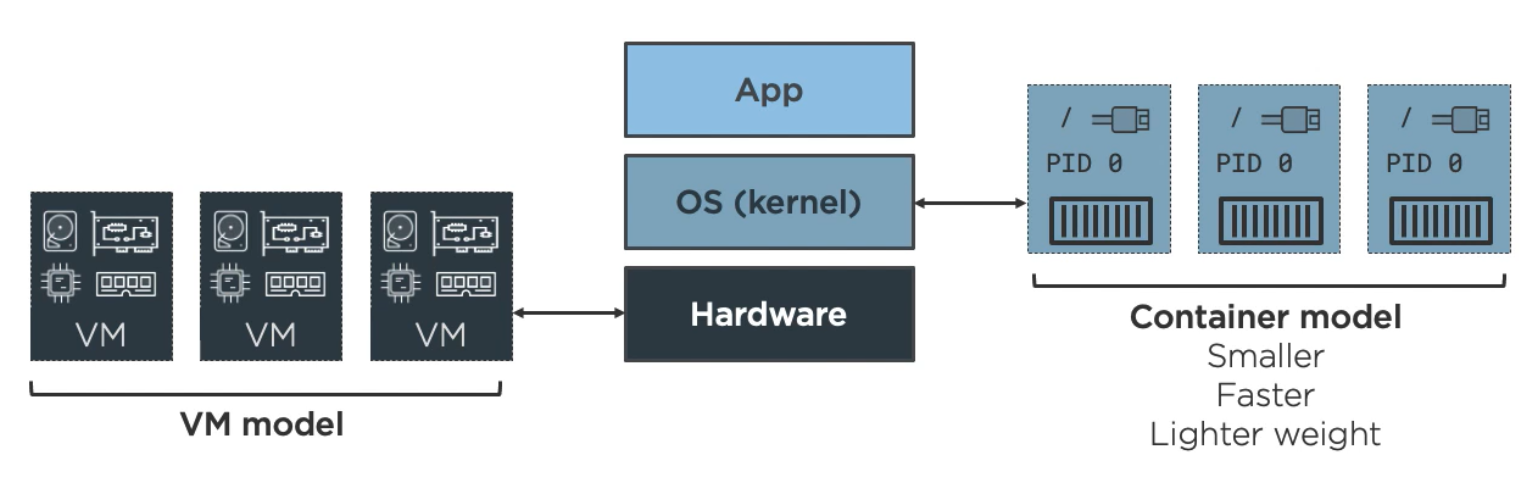 App
OS (kernel)
Hardware
VM
VM
VM
VM model
/
PID 0
/
PID 0
/
PID 0
Container model
Smaller
Faster
Lighter weight